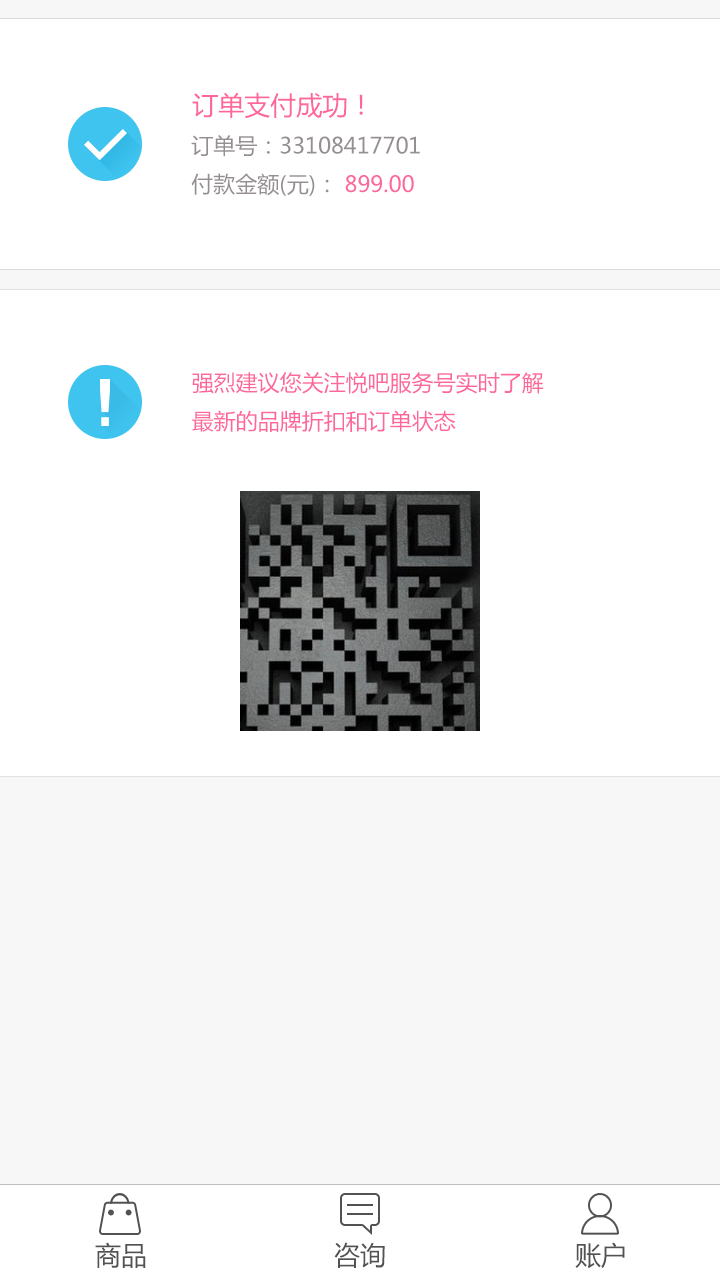 订单支付成功！
订单号：33108417701
付款金额(元)： 899.00
强烈建议您关注悦吧服务号实时了解
最新的品牌折扣和订单状态
商品
咨询
账户